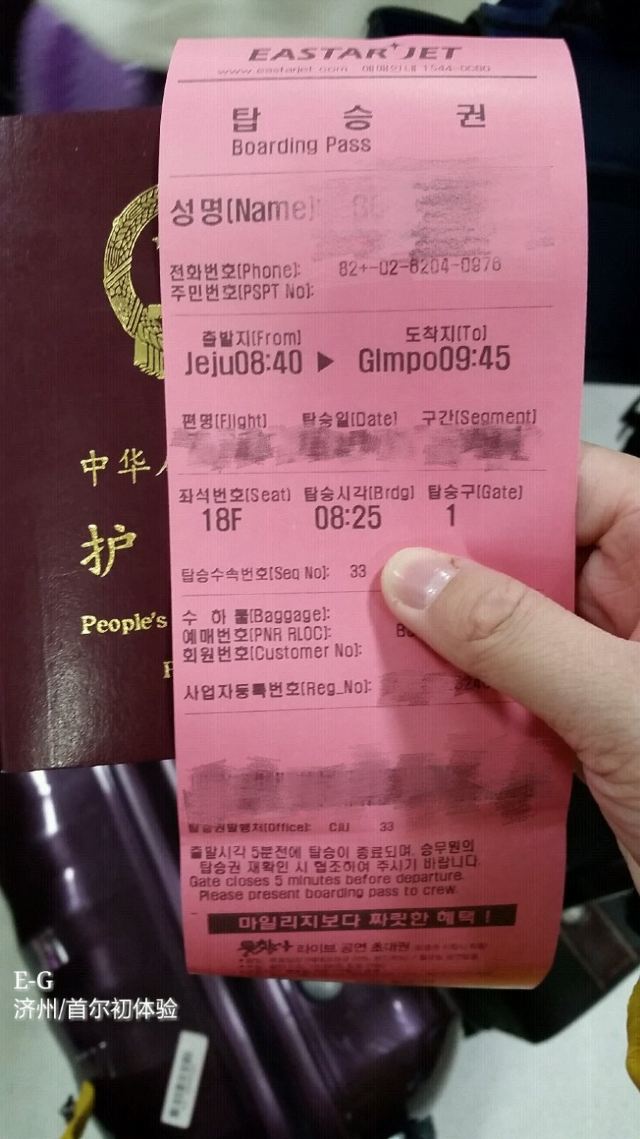 EASTAR JET
www.eastarjet.com 예매안내 1544-0080
탑 승 권
Boarding Pass
성명(Name):
전화번호(Phone): 82+-02-6204-0976
주민번호(PSPT No):
출발지(From) 도착지(To)
Jeju08:40 ▶ GImpo09:45
편명(Flight) 탑승일(Date) 구간(Segment)
좌석번호(Seat) 탑승시각(Brdg) 탑승구(Gate)
18F 08:25 1
탑승수속번호(Seq No): 33
수 하 물(Baggage):
예매번호(PNR RLOC):
회원번호(Customer No):
사업자등록번호(Reg_No):
탑승권발행처(Office): CJU 33
출발시각 5분전에 탑승이 종료되며, 승무원의
탑승권 재확인 시 협조하여 주시기 바랍니다.
Gate closes 5 minutes before departure.
Please present boarding pass to crew.
마일리지보다 짜릿한 혜택 !
라이브 공연 초대권
中华人
护
People's
E-G
济州/首尔初体验